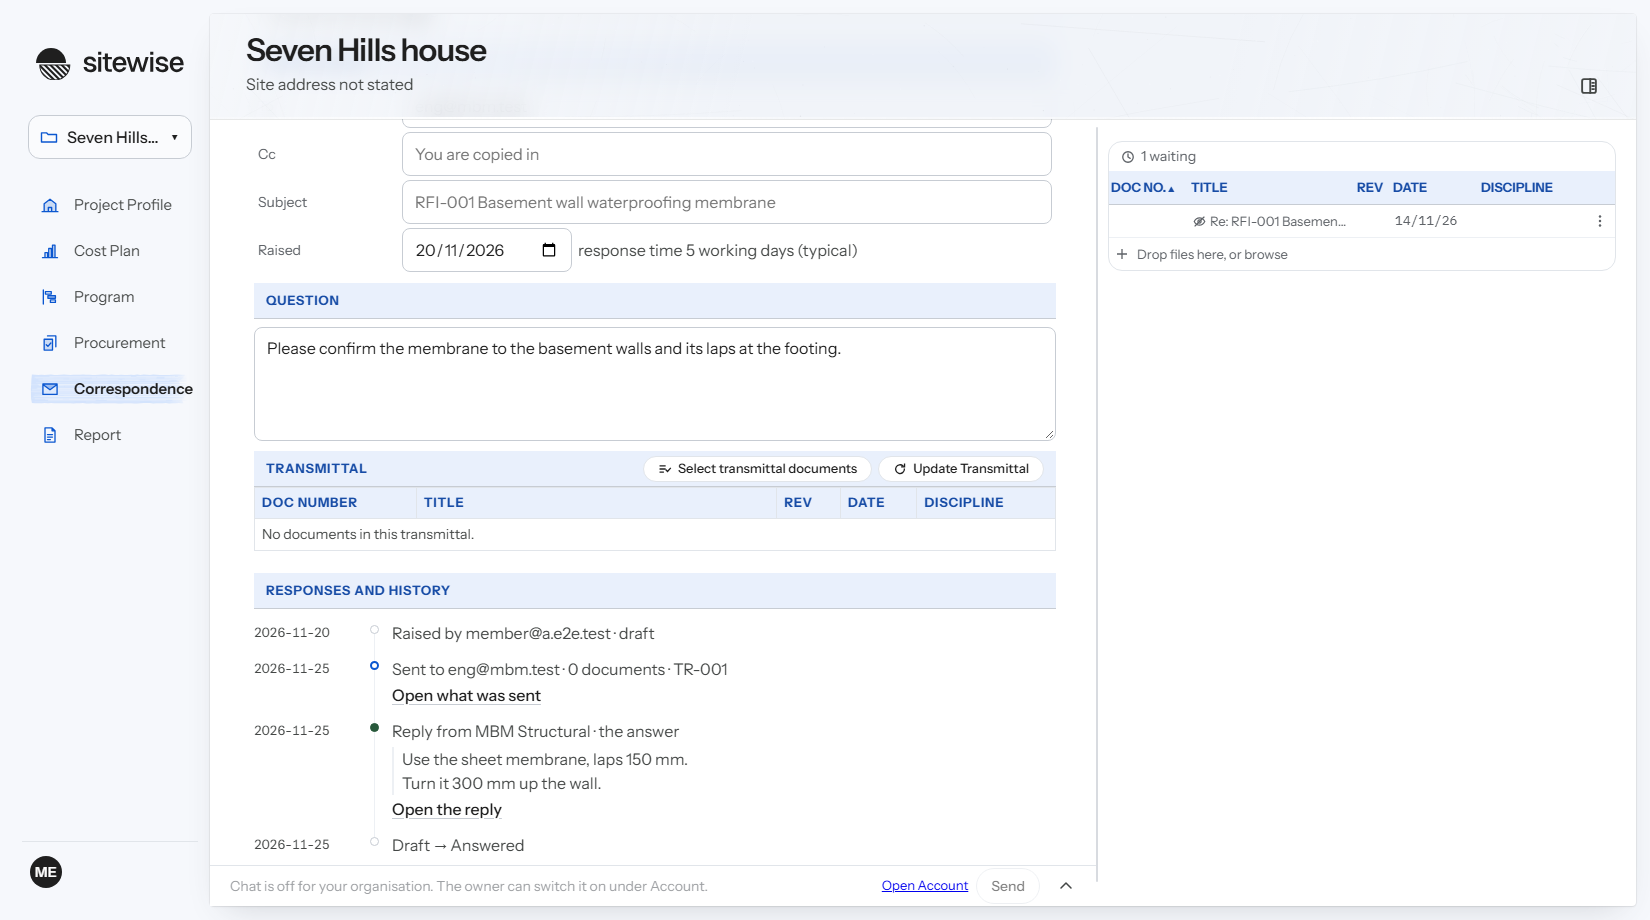 sitewise
Seven Hills...
Project Profile
Cost Plan
Program
Procurement
Correspondence
Report
ME
Seven Hills house
Site address not stated
Cc
You are copied in
Subject
RFI-001 Basement wall waterproofing membrane
Raised
20/11/2026
response time 5 working days (typical)
QUESTION
Please confirm the membrane to the basement walls and its laps at the footing.
TRANSMITTAL
Select transmittal documents
Update Transmittal
DOC NUMBER TITLE REV DATE DISCIPLINE
No documents in this transmittal.
RESPONSES AND HISTORY
2026-11-20 Raised by member@a.e2e.test · draft
2026-11-25 Sent to eng@mbm.test · 0 documents · TR-001
Open what was sent
2026-11-25 Reply from MBM Structural · the answer
Use the sheet membrane, laps 150 mm.
Turn it 300 mm up the wall.
Open the reply
2026-11-25 Draft → Answered
Chat is off for your organisation. The owner can switch it on under Account.
Open Account
Send
1 waiting
DOC NO. TITLE REV DATE DISCIPLINE
Re: RFI-001 Basemen... 14/11/26
Drop files here, or browse